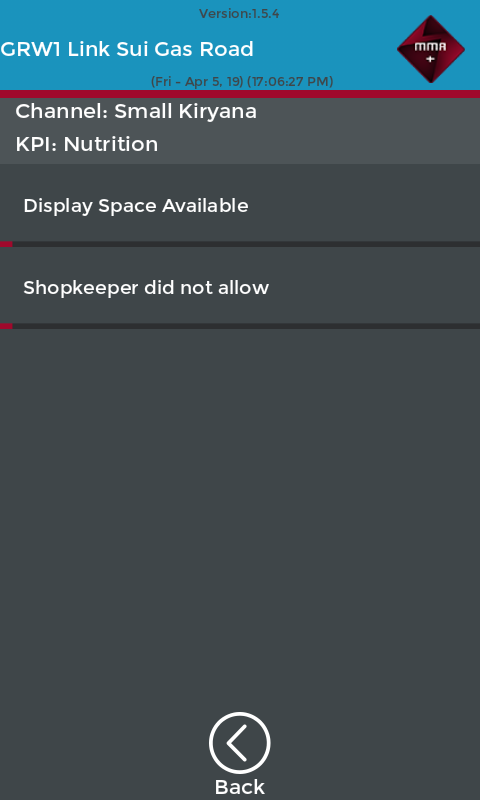 Version:1.5.4
GRW1 Link Sui Gas Road
MMA
+
(Fri - Apr 5, 19) (17:06:27 PM)
Channel: Small Kiryana
KPI: Nutrition
Display Space Available
Shopkeeper did not allow
Back